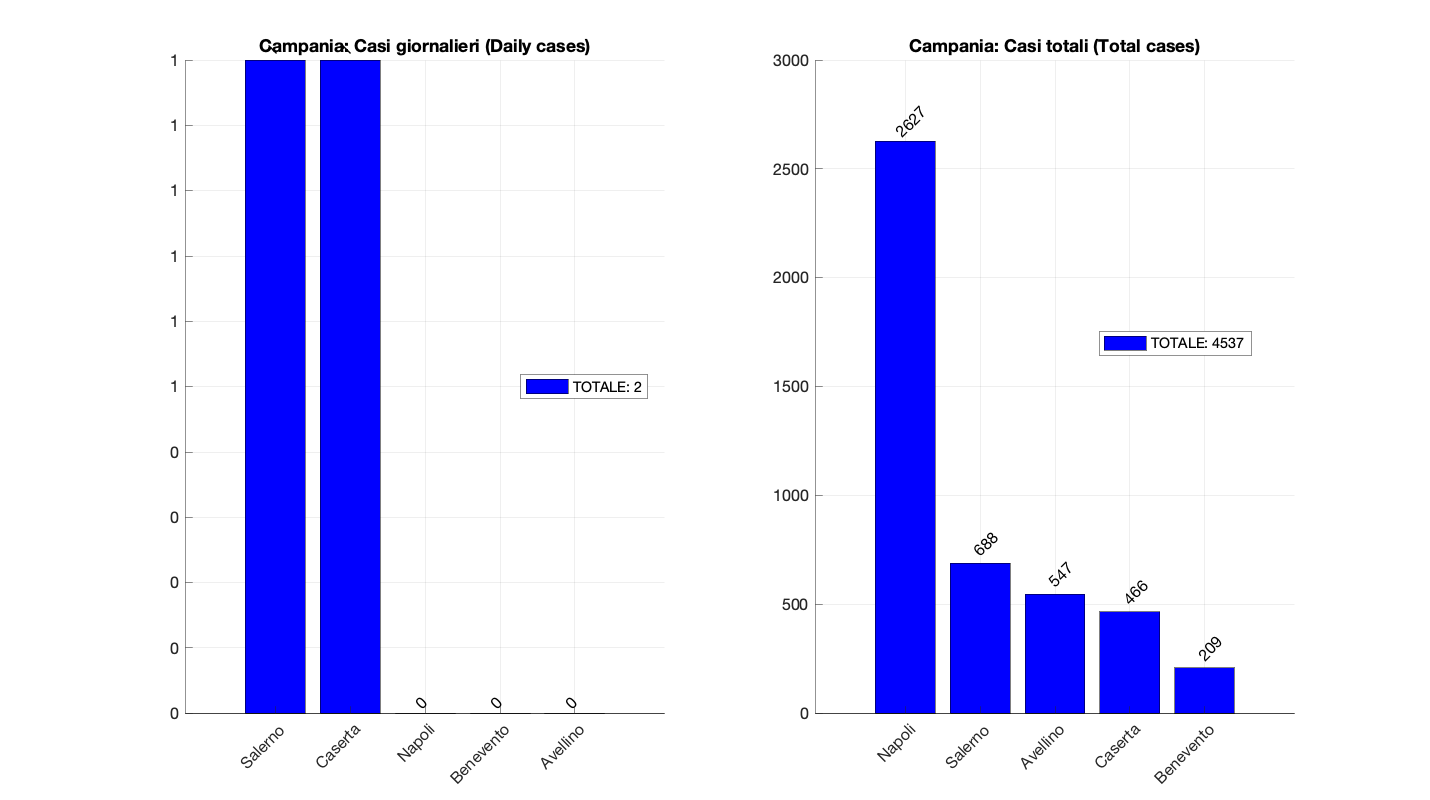 Campania: Casi giornalieri (Daily cases)
1
1
1
1
1
1
0
0
0
0
0
0
0
0
TOTALE: 2
Salerno
Caserta
Napoli
Benevento
Avellino
Campania: Casi totali (Total cases)
3000
2500
2000
1500
1000
500
0
2627
688
547
466
209
TOTALE: 4537
Napoli
Salerno
Avellino
Caserta
Benevento